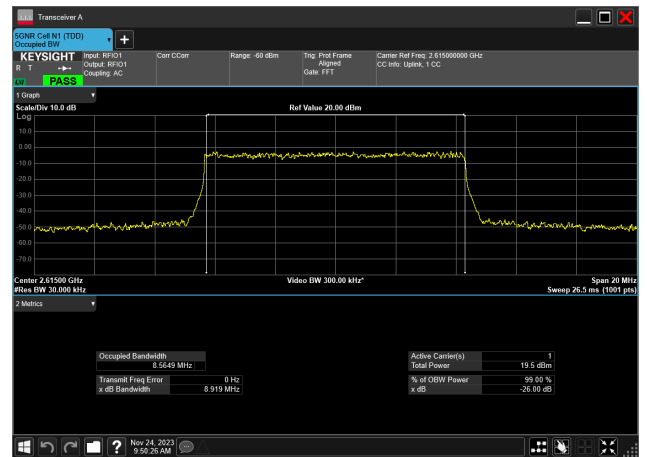 Transceiver A
5GNR Cell N1 (TDD)
Occupied BW
KEYSIGHT
R T
LW PASS
Input: RFIO1
Output: RFIO1
Coupling: AC
Corr CCorr
Range: -60 dBm
Trig: Prot Frame
Aligned
Gate: FFT
Carrier Ref Freq: 2.615000000 GHz
CC Info: Uplink, 1 CC
1 Graph
Scale/Div 10.0 dB
Ref Value 20.00 dBm
Log
10.0
0.00
-10.0
-20.0
-30.0
-40.0
-50.0
-60.0
-70.0
Center 2.61500 GHz
Video BW 300.00 kHz*
Span 20 MHz
#Res BW 30.000 kHz
Sweep 26.5 ms (1001 pts)
2 Metrics
Occupied Bandwidth
8.5649 MHz
Active Carrier(s) 1
Total Power 19.5 dBm
Transmit Freq Error 0 Hz
x dB Bandwidth 8.919 MHz
% of OBW Power 99.00 %
x dB -26.00 dB
Nov 24, 2023
9:50:26 AM